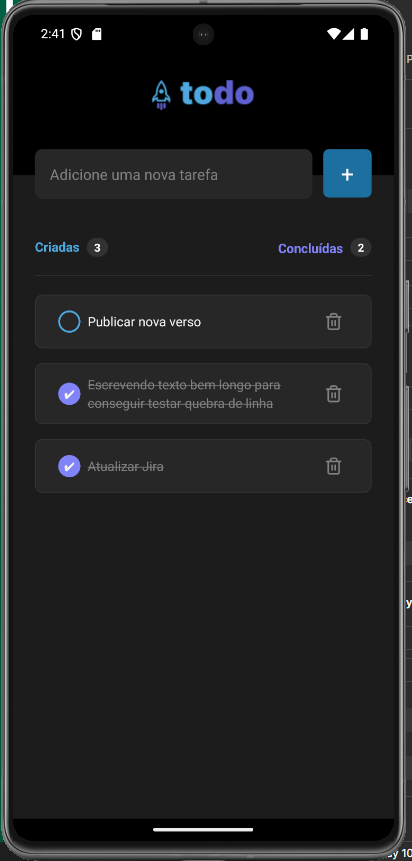 2:41
todo
Adicione uma nova tarefa
+
Criadas 3
Concluídas 2
Publicar nova verso
Escrevendo texto bem longo para
conseguir testar quebra de linha
Atualizar Jira